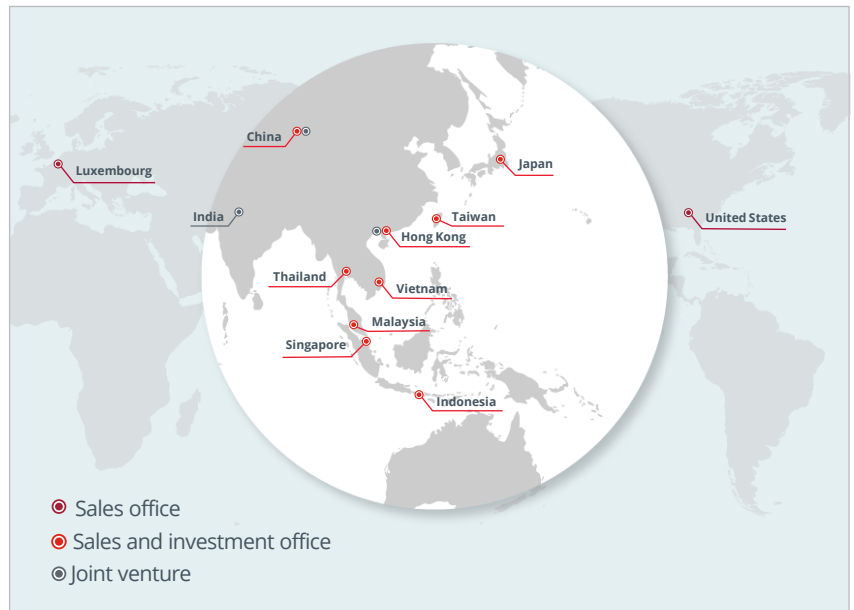 China
Japan
Luxembourg
India
Taiwan
United States
Hong Kong
Thailand
Vietnam
Malaysia
Singapore
Indonesia
Sales office
Sales and investment office
Joint venture